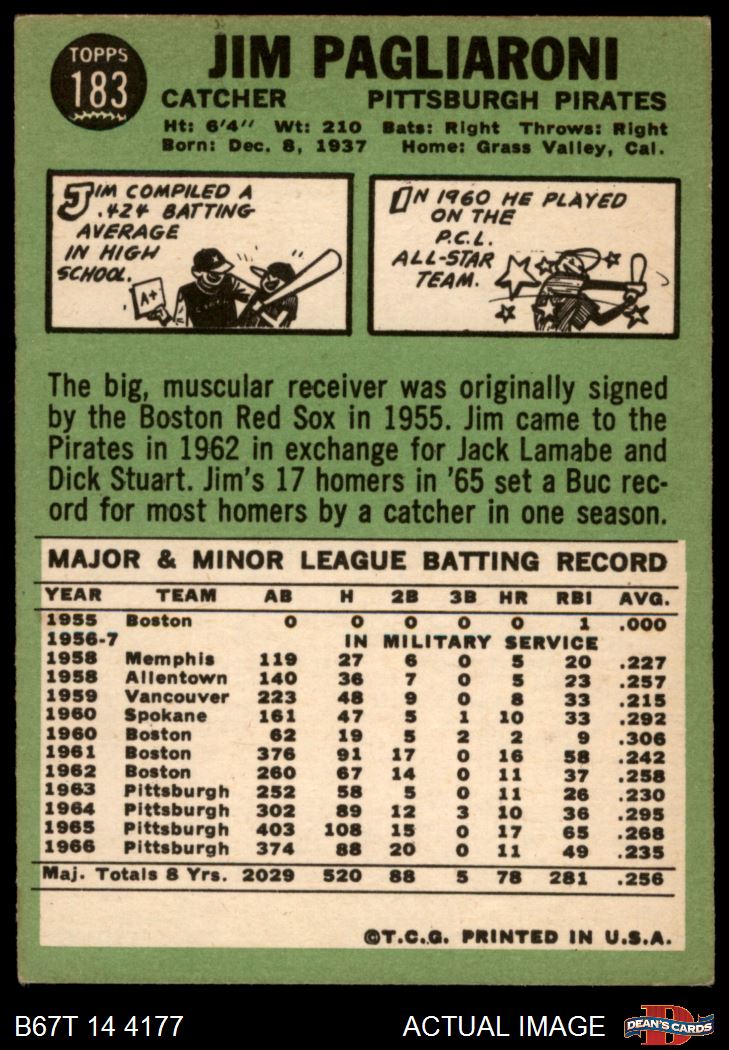 TOPPS
183
JIM PAGLIARONI
CATCHER PITTSBURGH PIRATES
Ht: 6'4" Wt: 210 Bats: Right Throws: Right
Born: Dec. 8, 1937 Home: Grass Valley, Cal.
JIM COMPILED A
.424 BATTING
AVERAGE
IN HIGH
SCHOOL.
A+
IN 1960 HE PLAYED
ON THE
P.C.L.
ALL-STAR
TEAM.
The big, muscular receiver was originally signed
by the Boston Red Sox in 1955. Jim came to the
Pirates in 1962 in exchange for Jack Lamabe and
Dick Stuart. Jim's 17 homers in '65 set a Buc rec-
ord for most homers by a catcher in one season.
MAJOR & MINOR LEAGUE BATTING RECORD
YEAR TEAM AB H 2B 3B HR RBI AVG.
1955 Boston 0 0 0 0 0 1 .000
1956-7 IN MILITARY SERVICE
1958 Memphis 119 27 6 0 5 20 .227
1958 Allentown 140 36 7 0 5 23 .257
1959 Vancouver 223 48 9 0 8 33 .215
1960 Spokane 161 47 5 1 10 33 .292
1960 Boston 62 19 5 2 2 9 .306
1961 Boston 376 91 17 0 16 58 .242
1962 Boston 260 67 14 0 11 37 .258
1963 Pittsburgh 252 58 5 0 11 26 .230
1964 Pittsburgh 302 89 12 3 10 36 .295
1965 Pittsburgh 403 108 15 0 17 65 .268
1966 Pittsburgh 374 88 20 0 11 49 .235
Maj. Totals 8 Yrs. 2029 520 88 5 78 281 .256
©T.C.G. PRINTED IN U.S.A.
B67T 14 4177 ACTUAL IMAGE DEAN'S CARDS